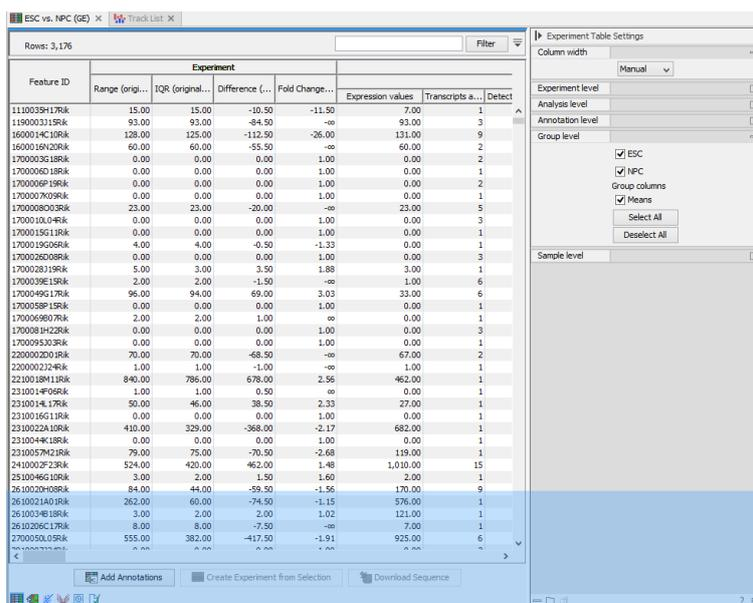 ESC vs. NPC (GE) Track List
Rows: 3,176 Filter
Feature ID Experiment
Range (origi... IQR (original... Difference (... Fold Change... Expression values Transcripts a... Detect
1110035H17Rik 15.00 15.00 -10.50 -11.50 7.00 1
1190003J15Rik 93.00 93.00 -84.50 -∞ 93.00 3
1600014C10Rik 128.00 125.00 -112.50 -26.00 131.00 9
1600016N20Rik 60.00 60.00 -55.50 -∞ 60.00 2
1700003G18Rik 0.00 0.00 0.00 1.00 0.00 2
1700006D18Rik 0.00 0.00 0.00 1.00 0.00 1
1700006P19Rik 0.00 0.00 0.00 1.00 0.00 2
1700007K09Rik 0.00 0.00 0.00 1.00 0.00 1
1700008O03Rik 23.00 23.00 -20.00 -∞ 23.00 5
1700010L04Rik 0.00 0.00 0.00 1.00 0.00 3
1700015G11Rik 0.00 0.00 0.00 1.00 0.00 1
1700019G06Rik 4.00 4.00 -0.50 -1.33 0.00 1
1700026D08Rik 0.00 0.00 0.00 1.00 0.00 3
1700028J19Rik 5.00 3.00 3.50 1.88 3.00 1
1700039E15Rik 2.00 2.00 -1.50 -∞ 1.00 6
1700049G17Rik 96.00 94.00 69.00 3.03 33.00 6
1700058P15Rik 0.00 0.00 0.00 1.00 0.00 1
1700069B07Rik 2.00 2.00 1.00 ∞ 0.00 1
1700081H22Rik 0.00 0.00 0.00 1.00 0.00 3
1700095J03Rik 0.00 0.00 0.00 1.00 0.00 1
2200002D01Rik 70.00 70.00 -68.50 -∞ 67.00 2
2200002J24Rik 1.00 1.00 -1.00 -∞ 1.00 1
2210018M11Rik 840.00 786.00 678.00 2.56 462.00 1
2310014F06Rik 1.00 1.00 0.50 ∞ 0.00 1
2310014L17Rik 50.00 46.00 38.50 2.33 27.00 1
2310016G11Rik 0.00 0.00 0.00 1.00 0.00 1
2310022A10Rik 410.00 329.00 -368.00 -2.17 682.00 1
2310044K18Rik 0.00 0.00 0.00 1.00 0.00 1
2310057M21Rik 79.00 75.00 -70.50 -2.68 119.00 1
2410002F23Rik 524.00 420.00 462.00 1.48 1,010.00 15
2510046G10Rik 3.00 2.00 1.50 1.60 2.00 1
2610020H08Rik 84.00 44.00 -59.50 -1.56 170.00 9
2610021A01Rik 262.00 60.00 -74.50 -1.15 576.00 1
2610034B18Rik 3.00 2.00 2.00 1.02 121.00 1
2610206C17Rik 8.00 8.00 -7.50 -∞ 7.00 1
2700050L05Rik 555.00 382.00 -417.50 -1.91 925.00 6
Add Annotations Create Experiment from Selection Download Sequence
Experiment Table Settings
Column width
Manual
Experiment level
Analysis level
Annotation level
Group level
ESC
NPC
Group columns
Means
Select All
Deselect All
Sample level